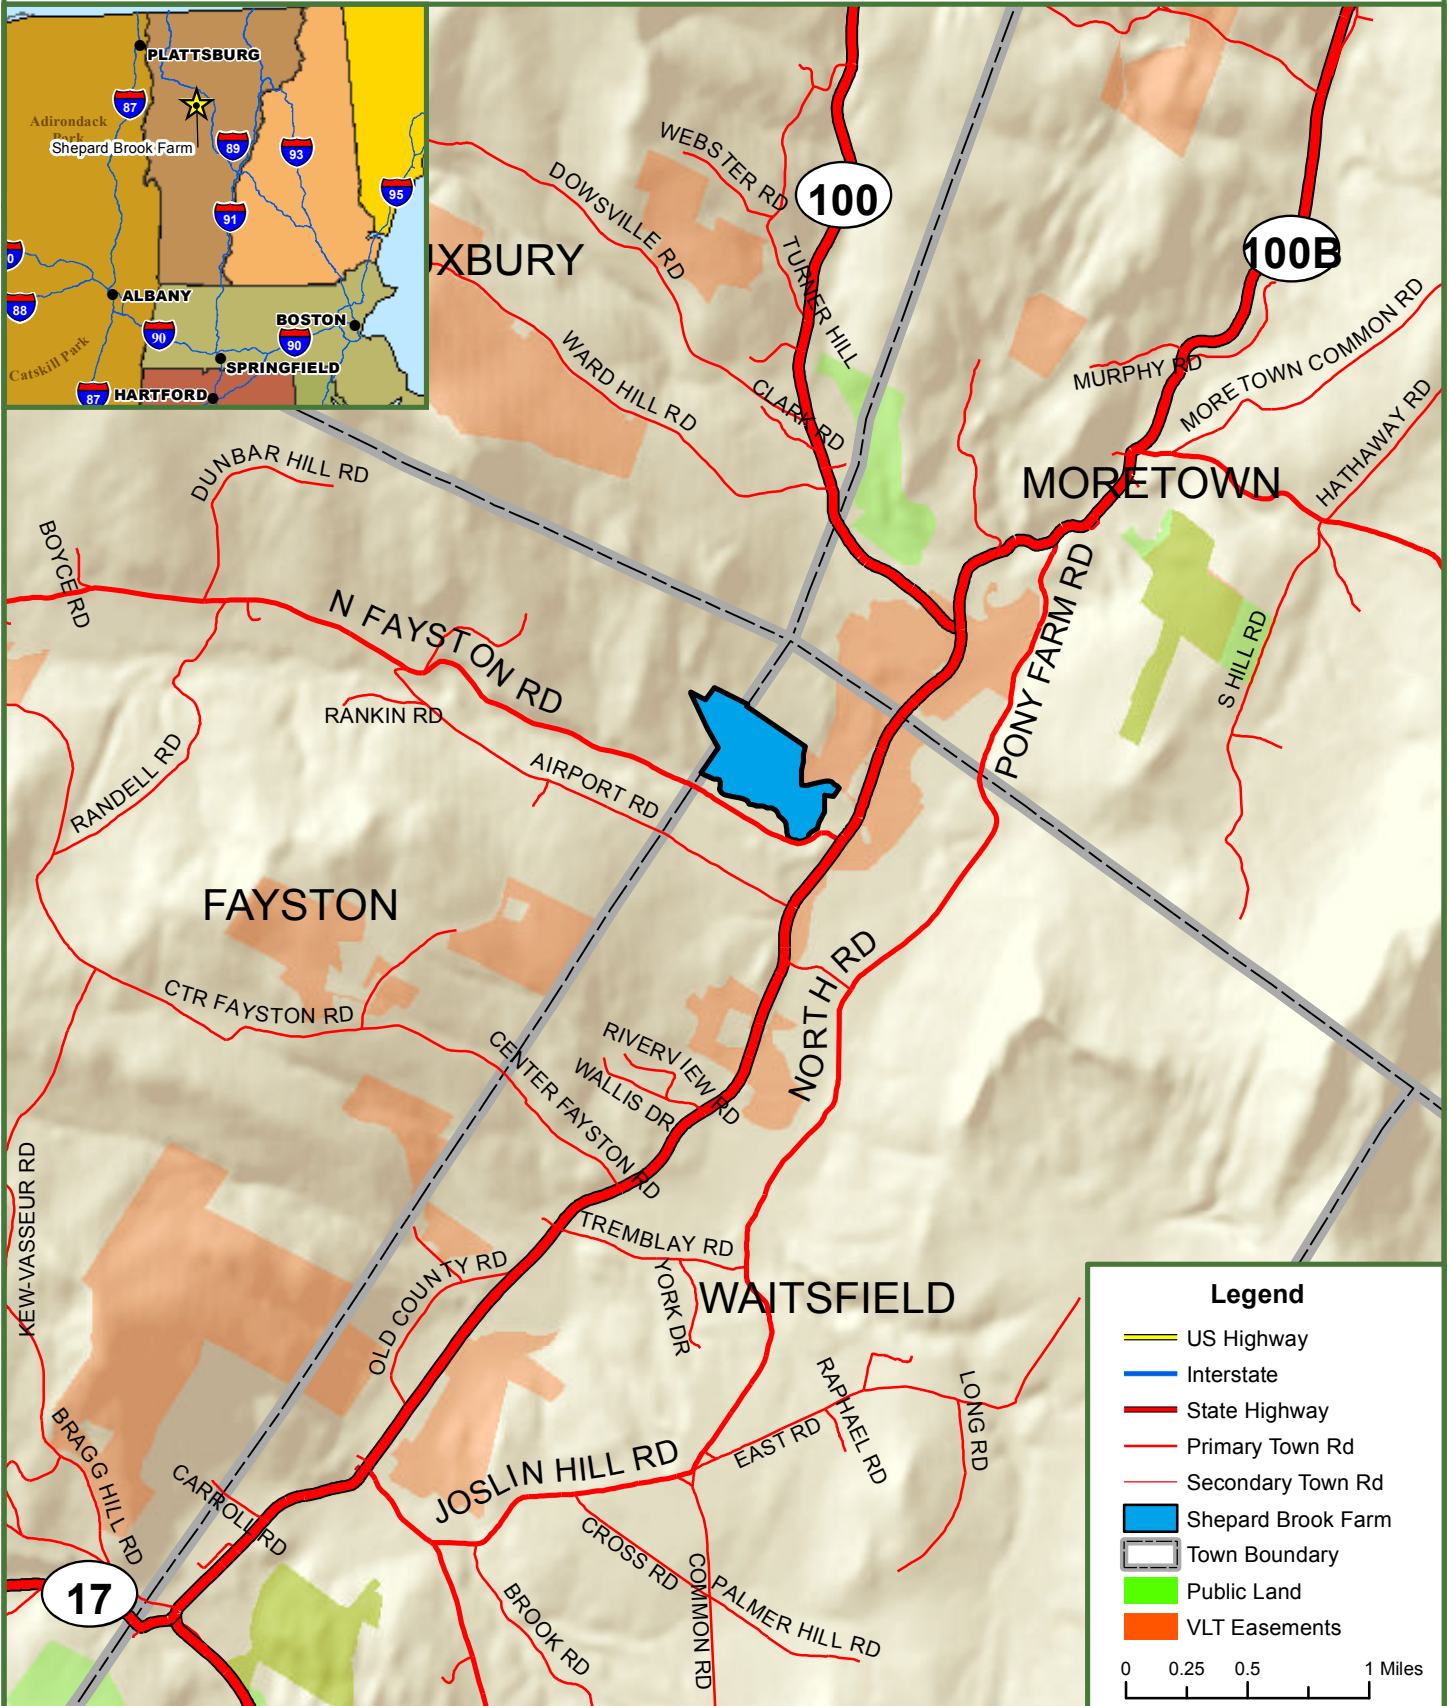 PLATTSBURG
87
Adirondack
Park
Shepard Brook Farm
89
93
95
91
0
88
ALBANY
90
BOSTON
90
SPRINGFIELD
Catskill Park
87
HARTFORD
WEBSTER RD
100
DOWSVILLE RD
UXBURY
TURNER HILL
100B
WARD HILL RD
CLARK RD
MURPHY RD
MORETOWN COMMON RD
HATHAWAY RD
MORETOWN
DUNBAR HILL RD
BOYCE RD
N FAYSTON RD
PONY FARM RD
S HILL RD
RANKIN RD
RANDELL RD
AIRPORT RD
FAYSTON
NORTH RD
CTR FAYSTON RD
CENTER FAYSTON RD
RIVERVIEW RD
WALLIS DR
KEW-VASSEUR RD
TREMBLAY RD
OLD COUNTY RD
YORK DR
WAITSFIELD
RAPHAEL RD
LONG RD
EAST RD
BRAGG HILL RD
CARROLL RD
JOSLIN HILL RD
CROSS RD
COMMON RD
PALMER HILL RD
BROOK RD
17
Legend
US Highway
Interstate
State Highway
Primary Town Rd
Secondary Town Rd
Shepard Brook Farm
Town Boundary
Public Land
VLT Easements
0 0.25 0.5 1 Miles